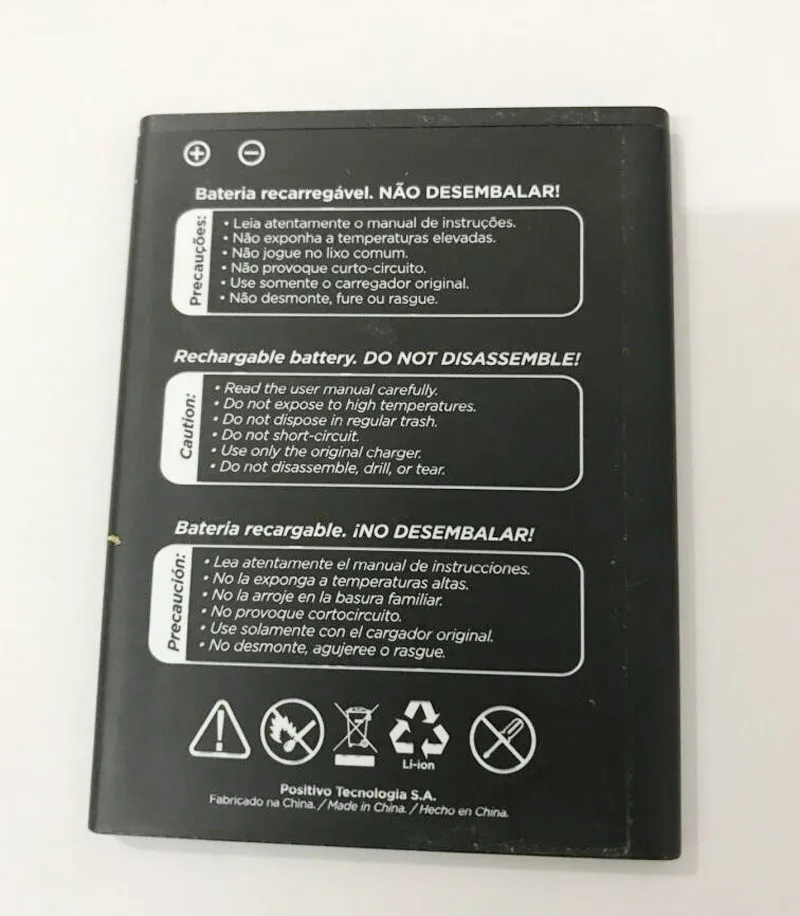 Bateria recarregável. NÃO DESEMBALAR!
Precauções:
• Leia atentamente o manual de instruções.
• Não exponha a temperaturas elevadas.
• Não jogue no lixo comum.
• Não provoque curto-circuito.
• Use somente o carregador original.
• Não desmonte, fure ou rasgue.
Rechargable battery. DO NOT DISASSEMBLE!
Caution:
• Read the user manual carefully.
• Do not expose to high temperatures.
• Do not dispose in regular trash.
• Do not short-circuit.
• Use only the original charger.
• Do not disassemble, drill, or tear.
Bateria recargable. ¡NO DESEMBALAR!
Precaución:
• Lea atentamente el manual de instrucciones.
• No la exponga a temperaturas altas.
• No la arroje en la basura familiar.
• No provoque cortocircuito.
• Use solamente con el cargador original.
• No desmonte, agujeree o rasgue.
Li-ion
Positivo Tecnologia S.A.
Fabricado na China. / Made in China. / Hecho en China.